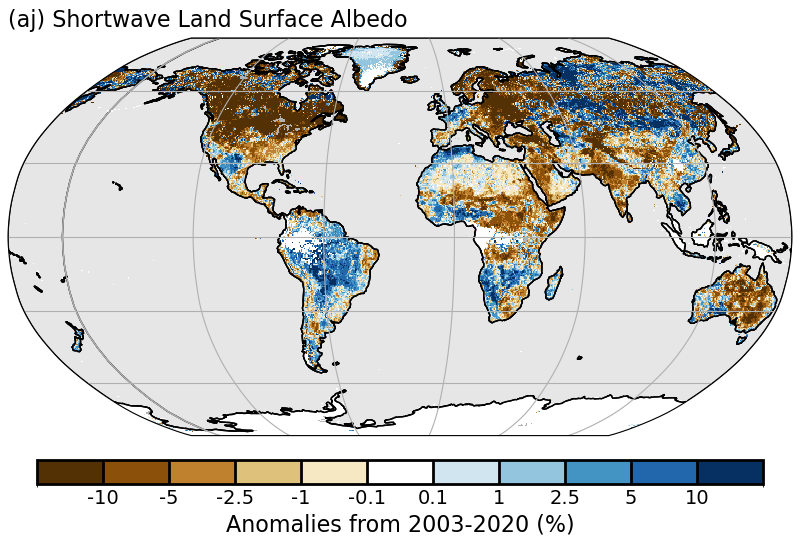 (aj) Shortwave Land Surface Albedo
-10 -5 -2.5 -1 -0.1 0.1 1 2.5 5 10
Anomalies from 2003-2020 (%)